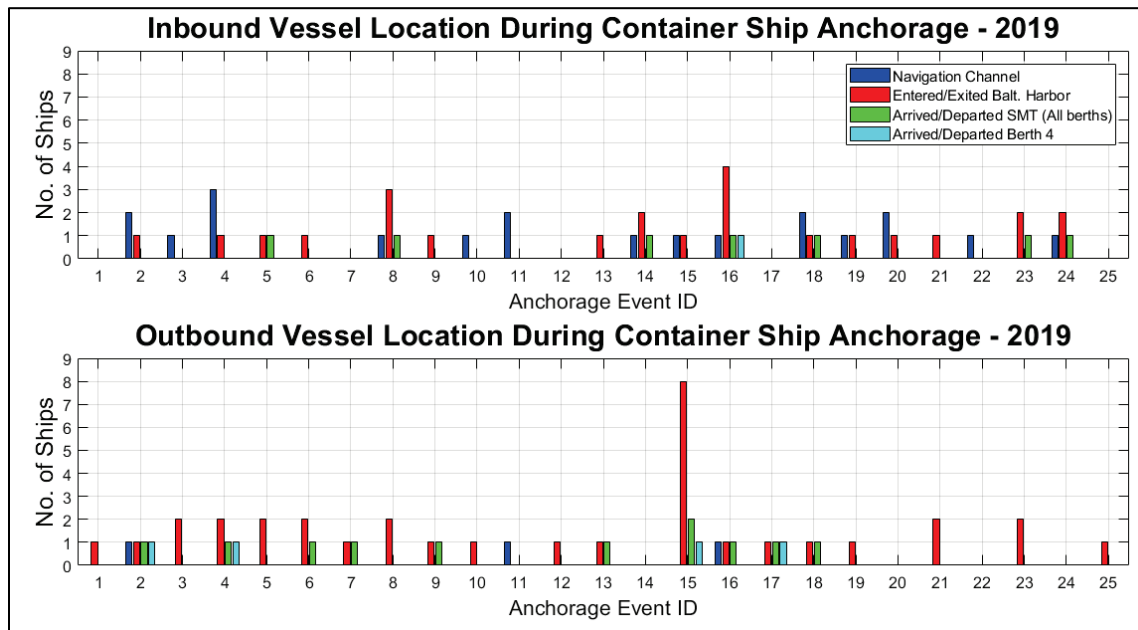 Inbound Vessel Location During Container Ship Anchorage - 2019
9
8
7
6
5
4
3
2
1
0
No. of Ships
Navigation Channel
Entered/Exited Balt. Harbor
Arrived/Departed SMT (All berths)
Arrived/Departed Berth 4
1 2 3 4 5 6 7 8 9 10 11 12 13 14 15 16 17 18 19 20 21 22 23 24 25
Anchorage Event ID
Outbound Vessel Location During Container Ship Anchorage - 2019
9
8
7
6
5
4
3
2
1
0
No. of Ships
1 2 3 4 5 6 7 8 9 10 11 12 13 14 15 16 17 18 19 20 21 22 23 24 25
Anchorage Event ID